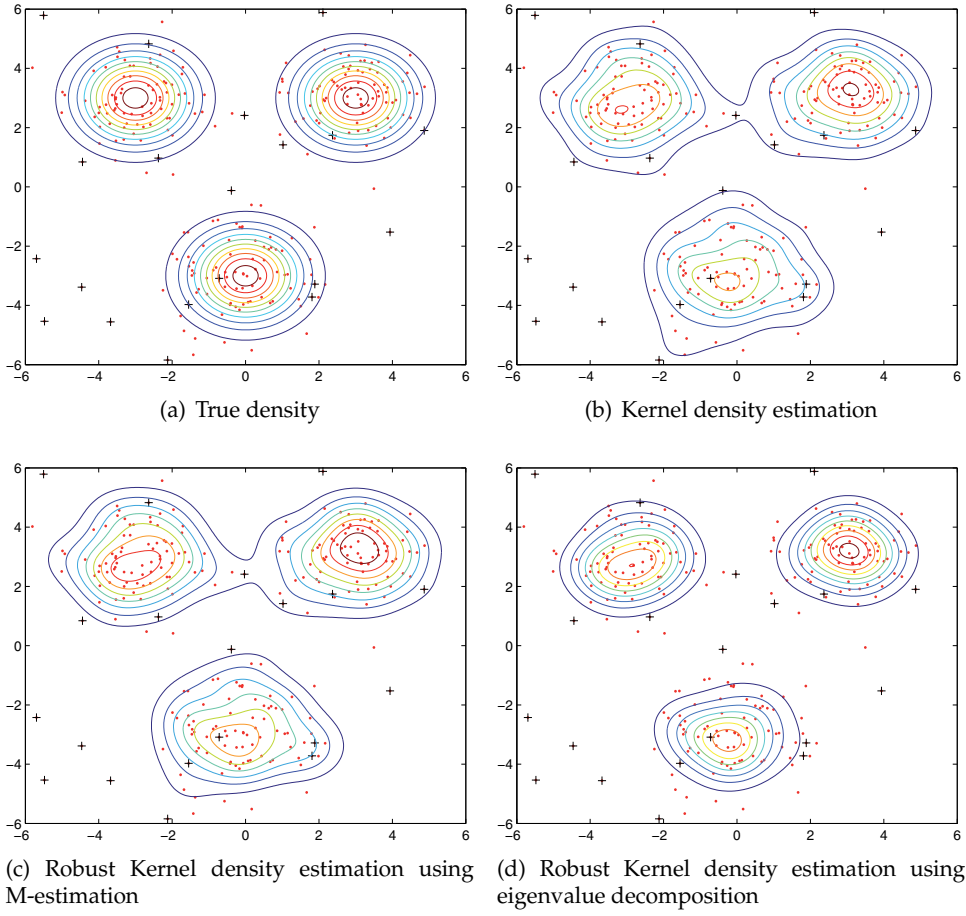 6
4
2
0
−2
−4
−6
−6 −4 −2 0 2 4 6
(a) True density
6
4
2
0
−2
−4
−6
−6 −4 −2 0 2 4 6
(b) Kernel density estimation
6
4
2
0
−2
−4
−6
−6 −4 −2 0 2 4 6
(c) Robust Kernel density estimation using
M-estimation
6
4
2
0
−2
−4
−6
−6 −4 −2 0 2 4 6
(d) Robust Kernel density estimation using
eigenvalue decomposition